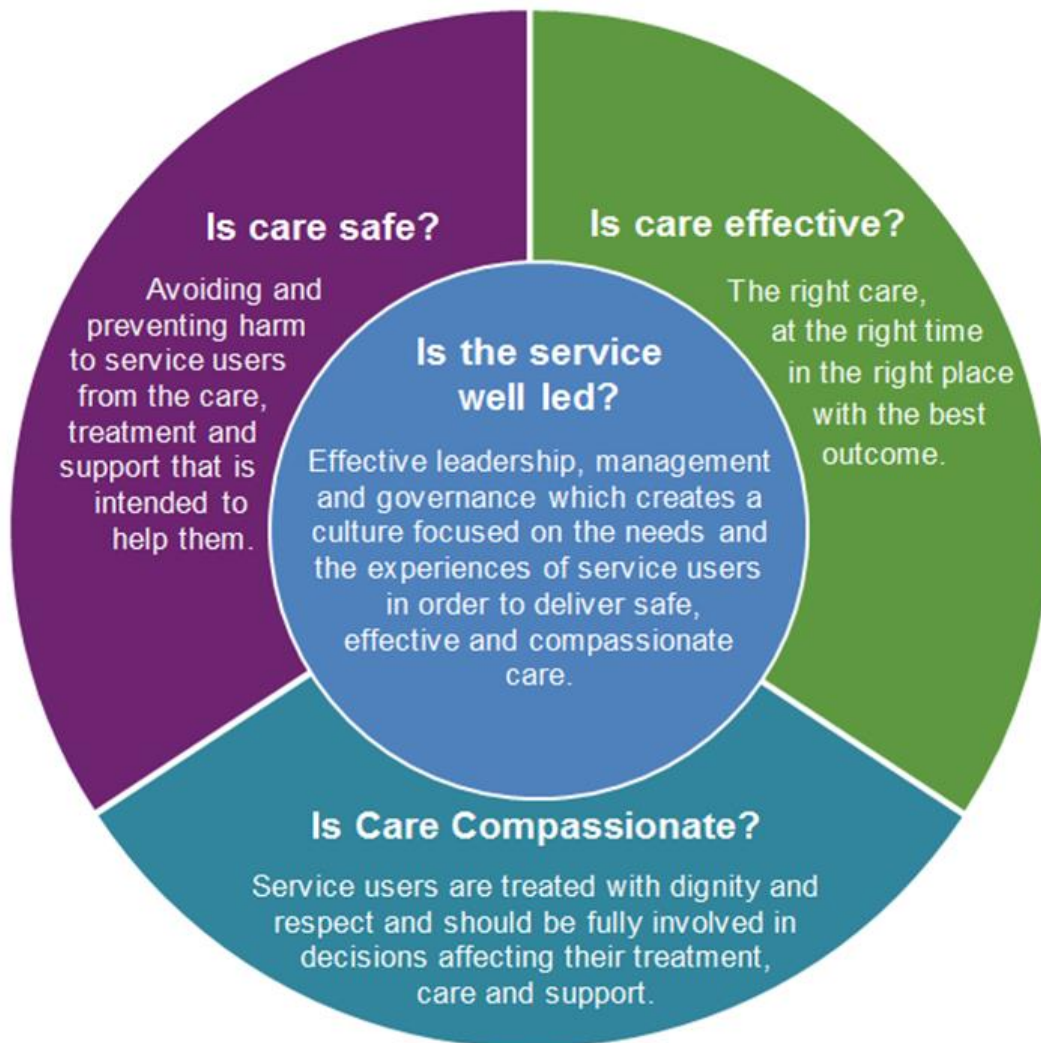 Is care safe?
Avoiding and
preventing harm
to service users
from the care,
treatment and
support that is
intended to
help them.
Is care effective?
The right care,
at the right time
in the right place
with the best
outcome.
Is the service
well led?
Effective leadership, management
and governance which creates a
culture focused on the needs and
the experiences of service users
in order to deliver safe,
effective and compassionate
care.
Is Care Compassionate?
Service users are treated with dignity and
respect and should be fully involved in
decisions affecting their treatment,
care and support.